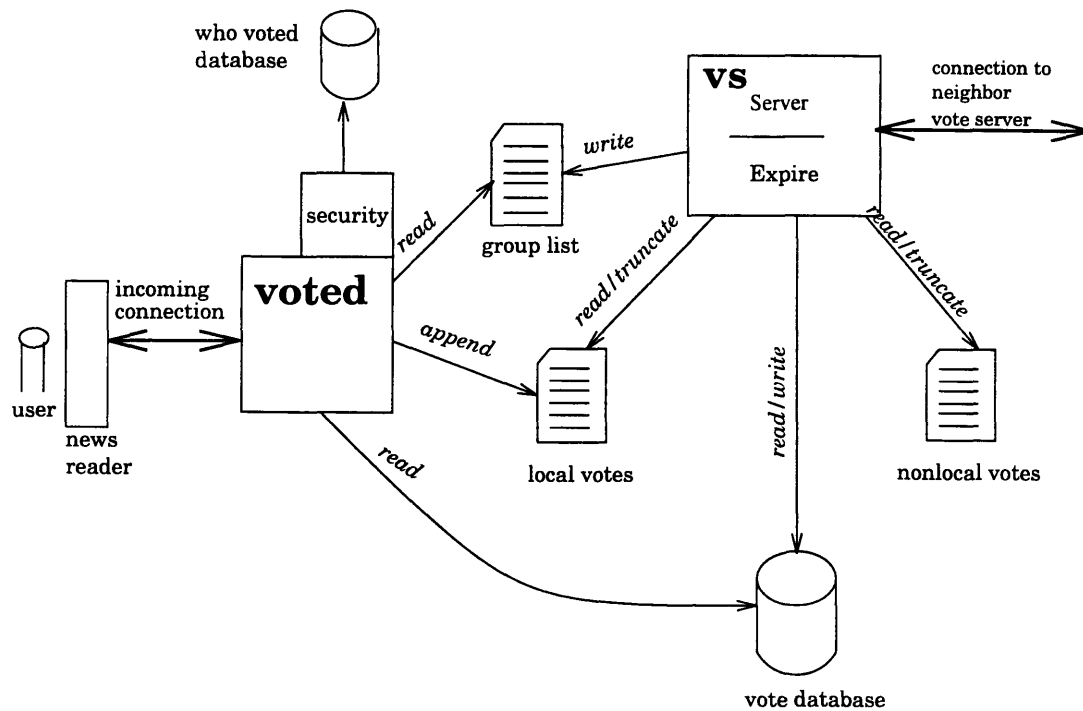 who voted
database
vs
Server
Expire
connection to
neighbor
vote server
write
security
read
group list
read/truncate
read/truncate
voted
incoming
connection
append
user
news
reader
read
read/write
local votes
nonlocal votes
vote database